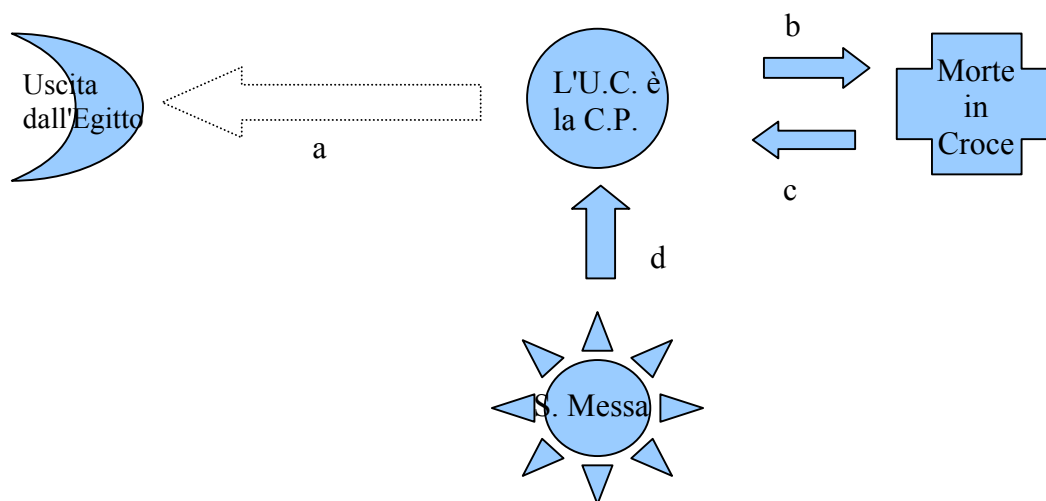 Uscita
dall'Egitto
a
L'U.C. è
la C.P.
b
c
Morte
in
Croce
d
S. Messa